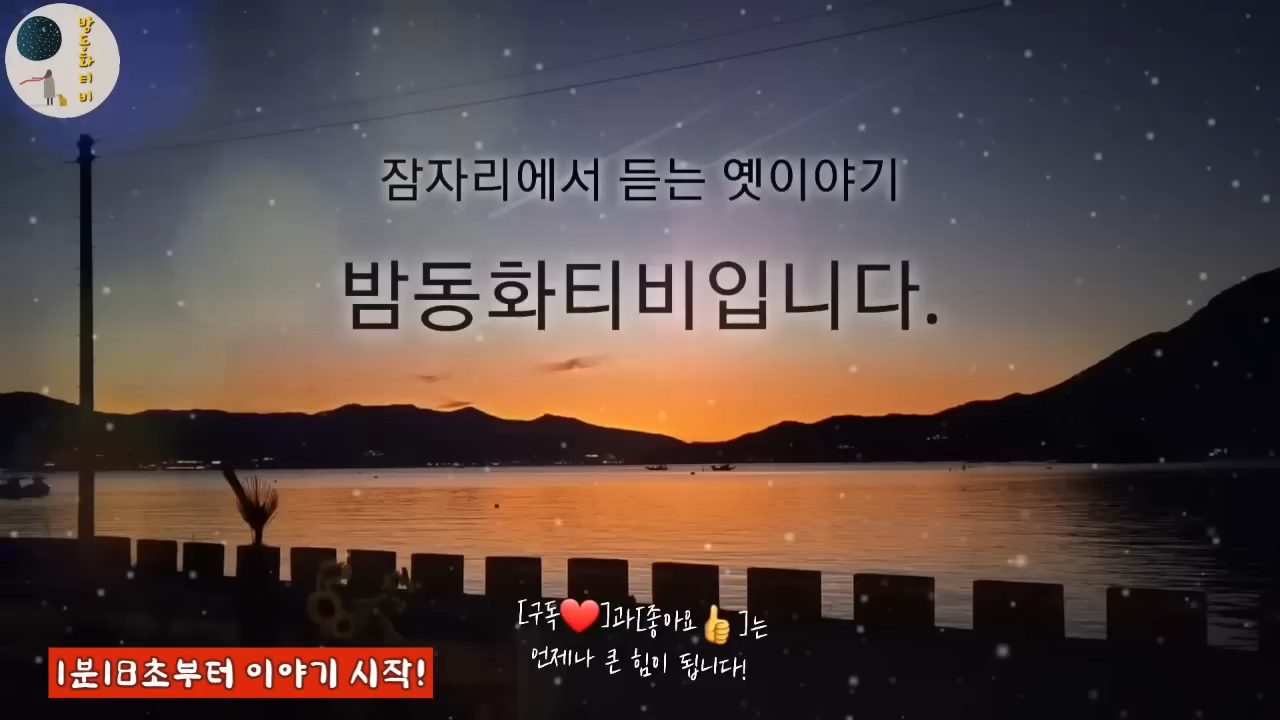 밤동화티비
잠자리에서 듣는 옛이야기
밤동화티비입니다.
[구독❤️]과[좋아요👍]는
언제나 큰 힘이 됩니다!
1분18초부터 이야기 시작!